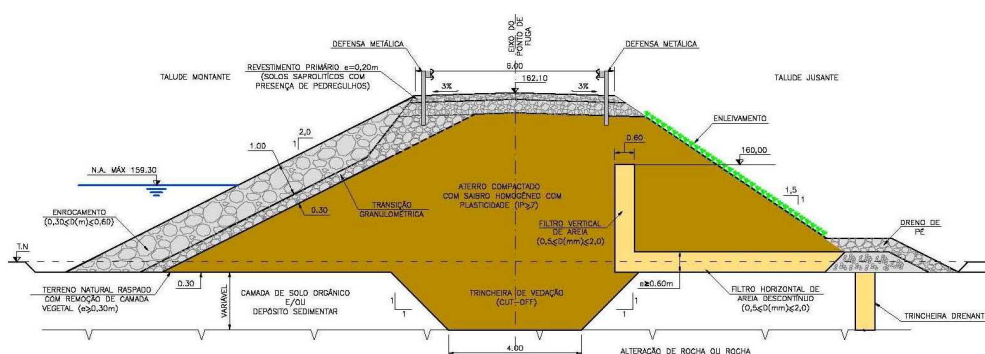 EIXO DO
PONTO DE
FUGA
DEFENSA METÁLICA
DEFENSA METÁLICA
6.00
TALUDE MONTANTE
REVESTIMENTO PRIMÁRIO e=0,20m
(SOLOS SAPROLÍTICOS COM
PRESENÇA DE PEDREGULHOS)
3%
162.10
3%
TALUDE JUSANTE
2,0
1
ENLEIVAMENTO
0.60
1.00
160,00
N.A. MÁX 159.30
ATERRO COMPACTADO
COM SAIBRO HOMOGÊNEO COM
PLASTICIDADE (IP≥7)
1,5
1
TRANSIÇÃO
GRANULOMÉTRICA
0.30
ENROCAMENTO
(0,30≤D(m)≤0,60)
FILTRO VERTICAL
DE AREIA
(0,5≤D(mm)≤2,0)
DRENO DE
PÉ
T.N
TERRENO NATURAL RASPADO
COM REMOÇÃO DE CAMADA
VEGETAL (e≥0,30m)
0.30
VARIÁVEL
CAMADA DE SOLO ORGÂNICO
E/OU
DEPÓSITO SEDIMENTAR
1
1
TRINCHEIRA DE VEDAÇÃO
(CUT-OFF)
1
1
e≥0.60m
FILTRO HORIZONTAL DE
AREIA DESCONTÍNUO
(0,5≤D(mm)≤2,0)
TRINCHEIRA DRENANT
4.00
ALTERAÇÃO DE ROCHA OU ROCHA